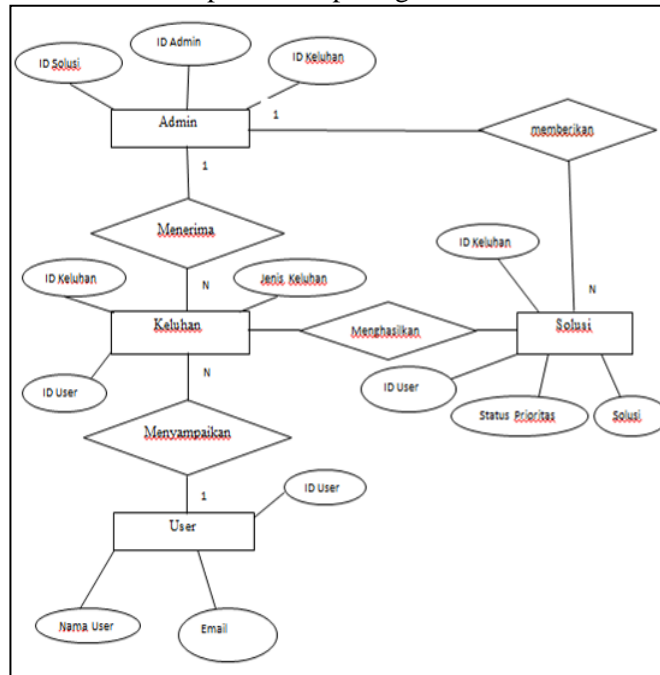 ID Admin
ID Solusi
ID Keluhan
Admin
1
memberikan
1
Menerima
ID Keluhan
ID Keluhan
Jenis Keluhan
N
N
Keluhan
Menghasilkan
Solusi
N
ID User
ID User
Status Prioritas
Solusi
Menyampaikan
ID User
1
User
Nama User
Email